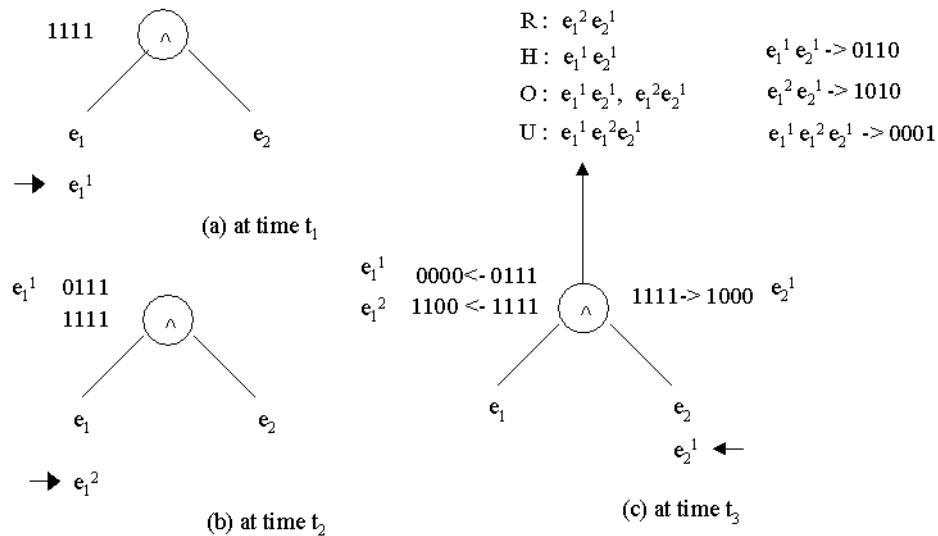 1111
^
e₁ e₂
e₁¹
(a) at time t₁
e₁¹ 0111
1111
^
e₁ e₂
e₁²
(b) at time t₂
R : e₁² e₂¹
H : e₁¹ e₂¹
O : e₁¹ e₂¹, e₁²e₂¹
U : e₁¹ e₁²e₂¹
e₁¹ e₂¹ -> 0110
e₁² e₂¹ -> 1010
e₁¹ e₁² e₂¹ -> 0001
e₁¹ 0000<- 0111
e₁² 1100 <- 1111
^
1111-> 1000 e₂¹
e₁ e₂
e₂¹
(c) at time t₃